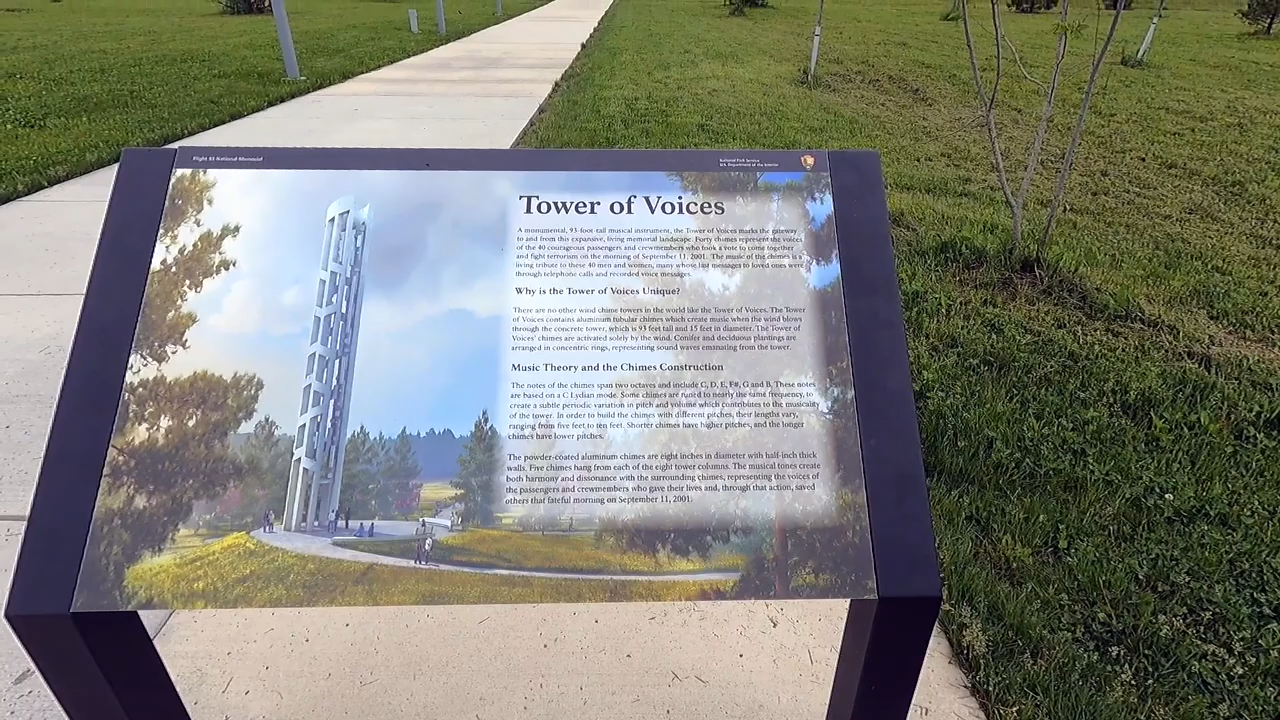 Flight 93 National Memorial
National Park Service
U.S. Department of the Interior
Tower of Voices
A monumental, 93-foot-tall musical instrument, the Tower of Voices marks the gateway
to and from this expansive, living memorial landscape. Forty chimes represent the voices
of the 40 courageous passengers and crewmembers who took a vote to come together
and fight terrorism on the morning of September 11, 2001. The music of the chimes is a
living tribute to these 40 men and women, many whose last messages to loved ones were
through telephone calls and recorded voice messages.
Why is the Tower of Voices Unique?
There are no other wind chime towers in the world like the Tower of Voices. The Tower
of Voices contains aluminum tubular chimes which create music when the wind blows
through the concrete tower, which is 93 feet tall and 15 feet in diameter. The Tower of
Voices' chimes are activated solely by the wind. Conifer and deciduous plantings are
arranged in concentric rings, representing sound waves emanating from the tower.
Music Theory and the Chimes Construction
The notes of the chimes span two octaves and include C, D, E, F#, G and B. These notes
are based on a C Lydian mode. Some chimes are tuned to nearly the same frequency, to
create a subtle periodic variation in pitch and volume which contributes to the musicality
of the tower. In order to build the chimes with different pitches, their lengths vary,
ranging from five feet to ten feet. Shorter chimes have higher pitches, and the longer
chimes have lower pitches.
The powder-coated aluminum chimes are eight inches in diameter with half-inch thick
walls. Five chimes hang from each of the eight tower columns. The musical tones create
both harmony and dissonance with the surrounding chimes, representing the voices of
the passengers and crewmembers who gave their lives and, through that action, saved
others that fateful morning on September 11, 2001.